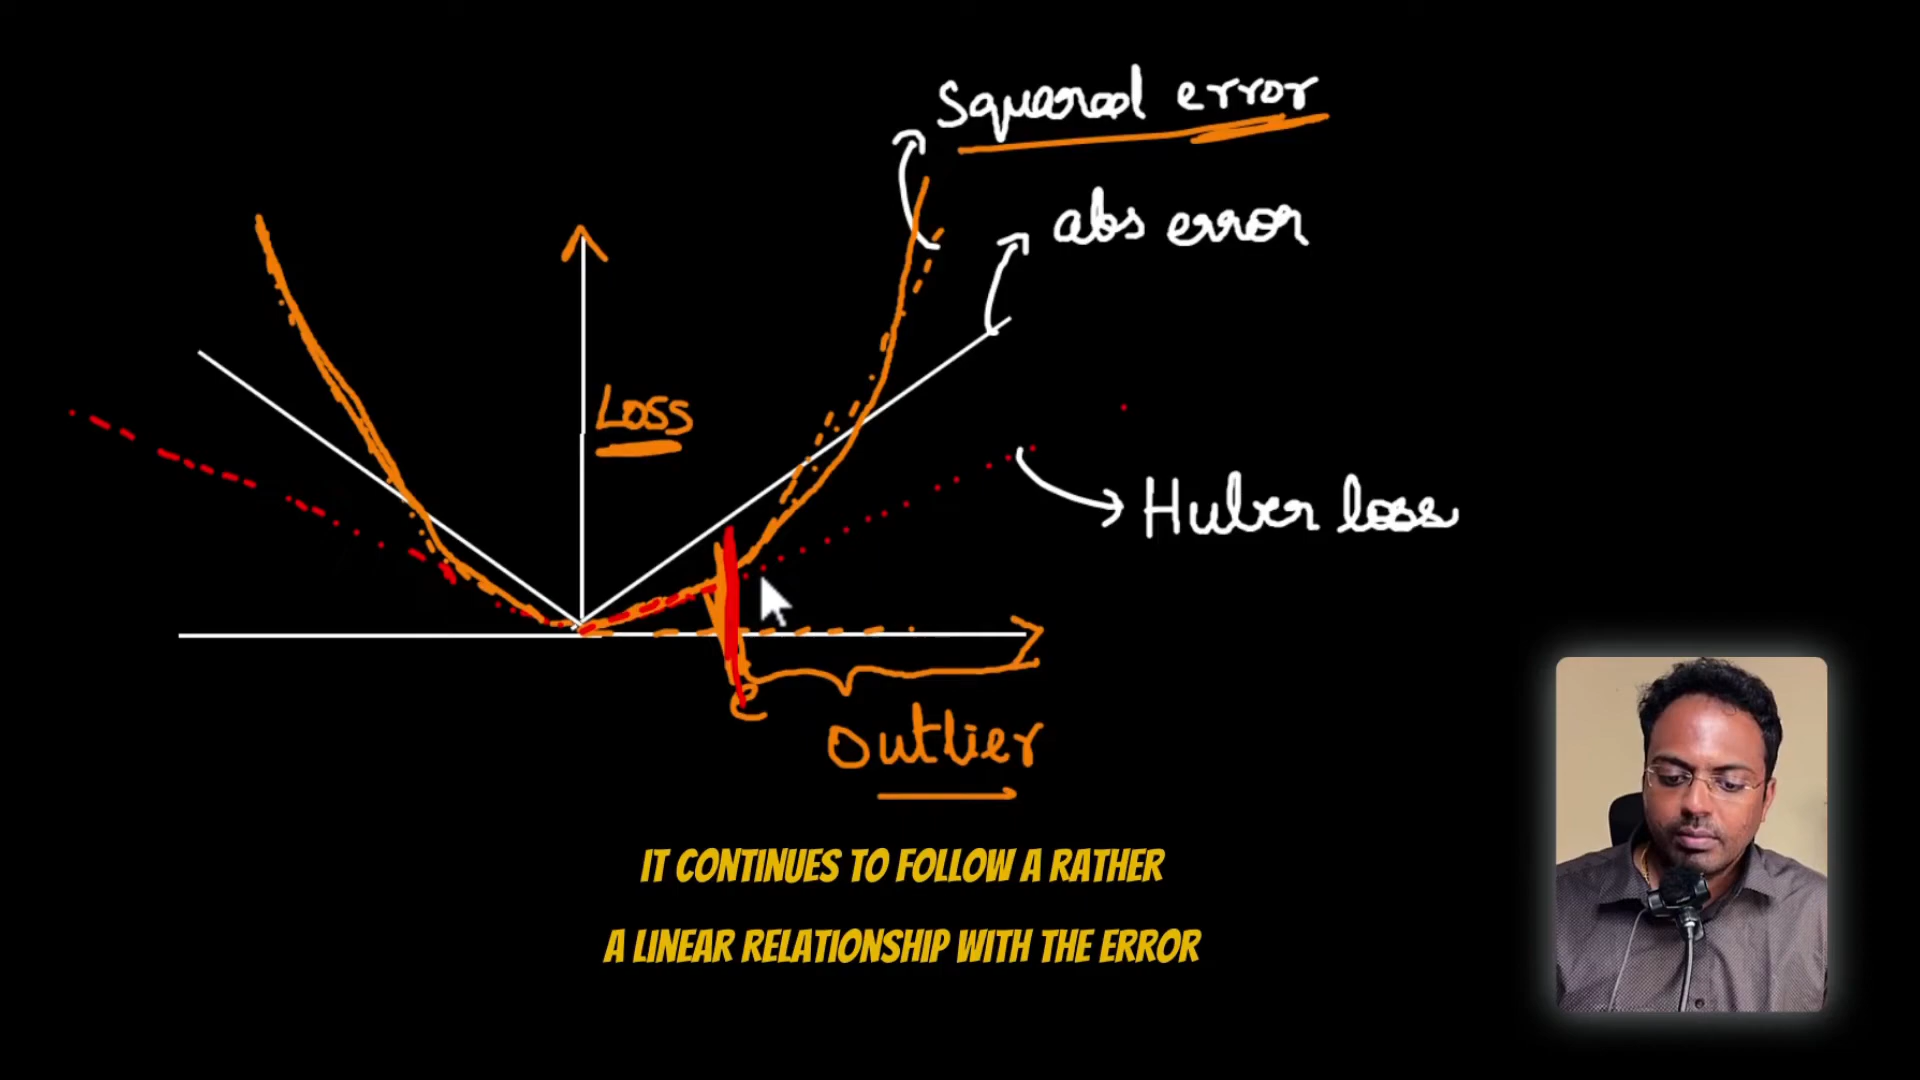 Squared error
abs error
Loss
Huber loss
outlier
IT CONTINUES TO FOLLOW A RATHER
A LINEAR RELATIONSHIP WITH THE ERROR